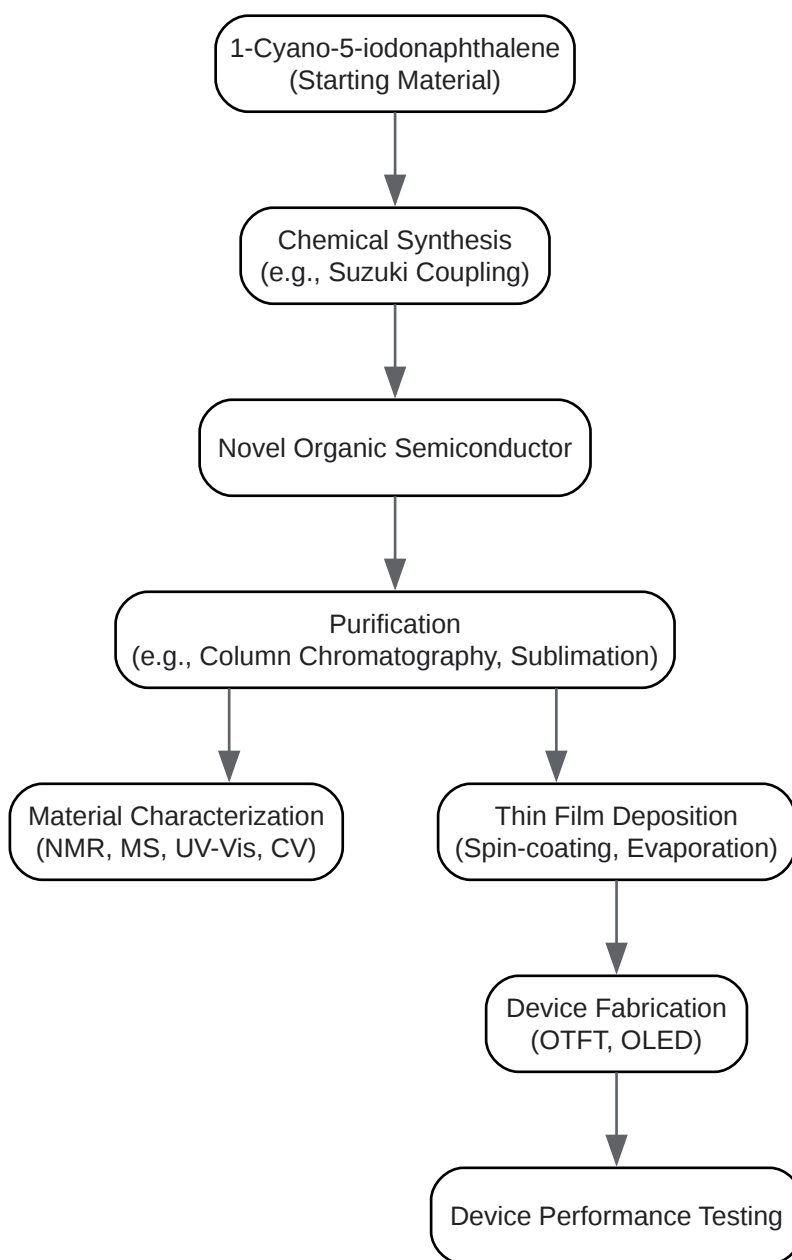 1-Cyano-5-iodonaphthalene
(Starting Material)
Chemical Synthesis
(e.g., Suzuki Coupling)
Novel Organic Semiconductor
Purification
(e.g., Column Chromatography, Sublimation)
Material Characterization
(NMR, MS, UV-Vis, CV)
Thin Film Deposition
(Spin-coating, Evaporation)
Device Fabrication
(OTFT, OLED)
Device Performance Testing